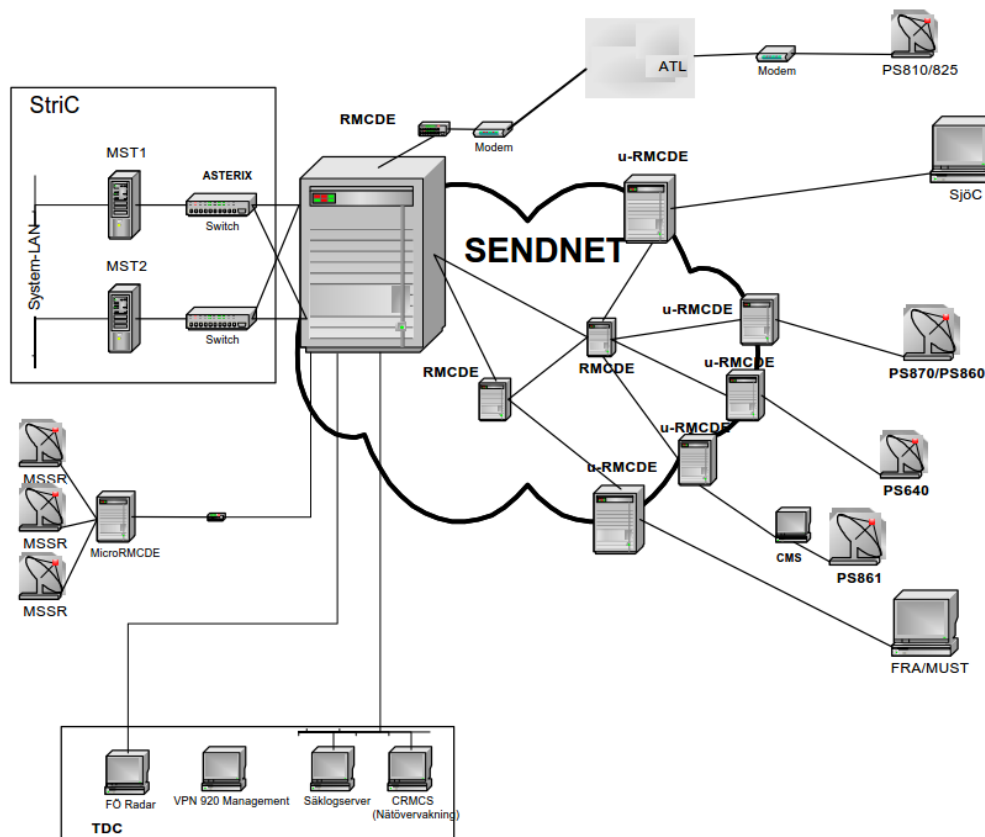 ATL
Modem
PS810/825
StriC
RMCDE
Modem
MST1
ASTERIX
u-RMCDE
Switch
SjöC
System-LAN
SENDNET
MST2
u-RMCDE
Switch
RMCDE
RMCDE
u-RMCDE
PS870/PS860
u-RMCDE
MSSR
u-RMCDE
PS640
MSSR
MicroRMCDE
CMS
PS861
MSSR
FRA/MUST
FÖ Radar
VPN 920 Management
Säklogserver
CRMCS
(Nätövervakning)
TDC